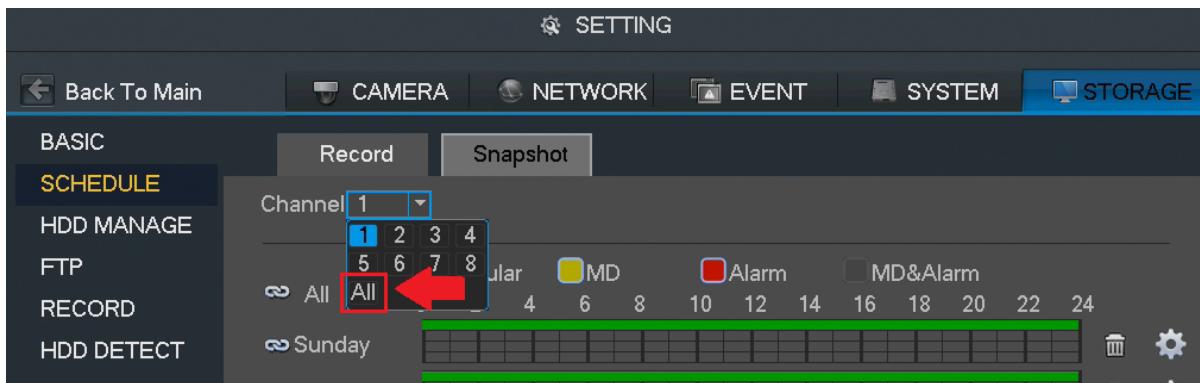 SETTING
Back To Main CAMERA NETWORK EVENT SYSTEM STORAGE
BASIC
Record Snapshot
SCHEDULE
Channel 1
HDD MANAGE
1 2 3 4
FTP
5 6 7 8 ular MD Alarm MD&Alarm
All All
4 6 8 10 12 14 16 18 20 22 24
RECORD
HDD DETECT
Sunday